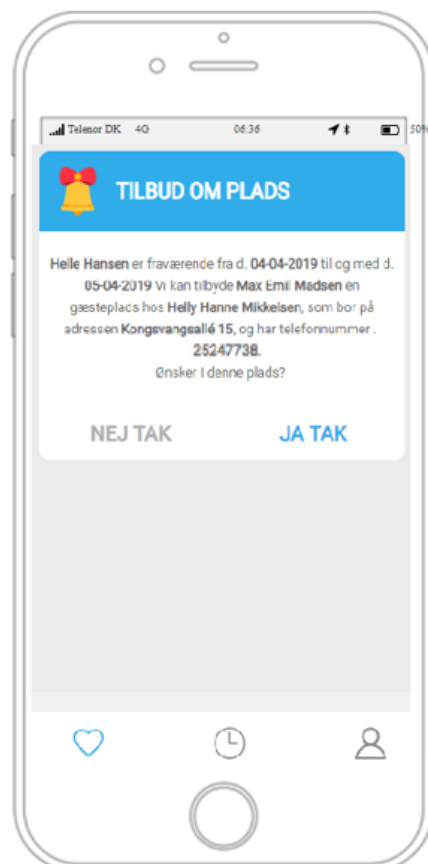 Telenor DK 4G 06:36 50%
TILBUD OM PLADS
Helle Hansen er fraværende fra d. 04-04-2019 til og med d.
05-04-2019 Vi kan tilbyde Max Emil Madsen en
gæsteplads hos Helly Hanne Mikkelsen, som bor på
adressen Kongsvangsallé 15, og har telefonnummer .
25247738.
Ønsker I denne plads?
NEJ TAK JA TAK